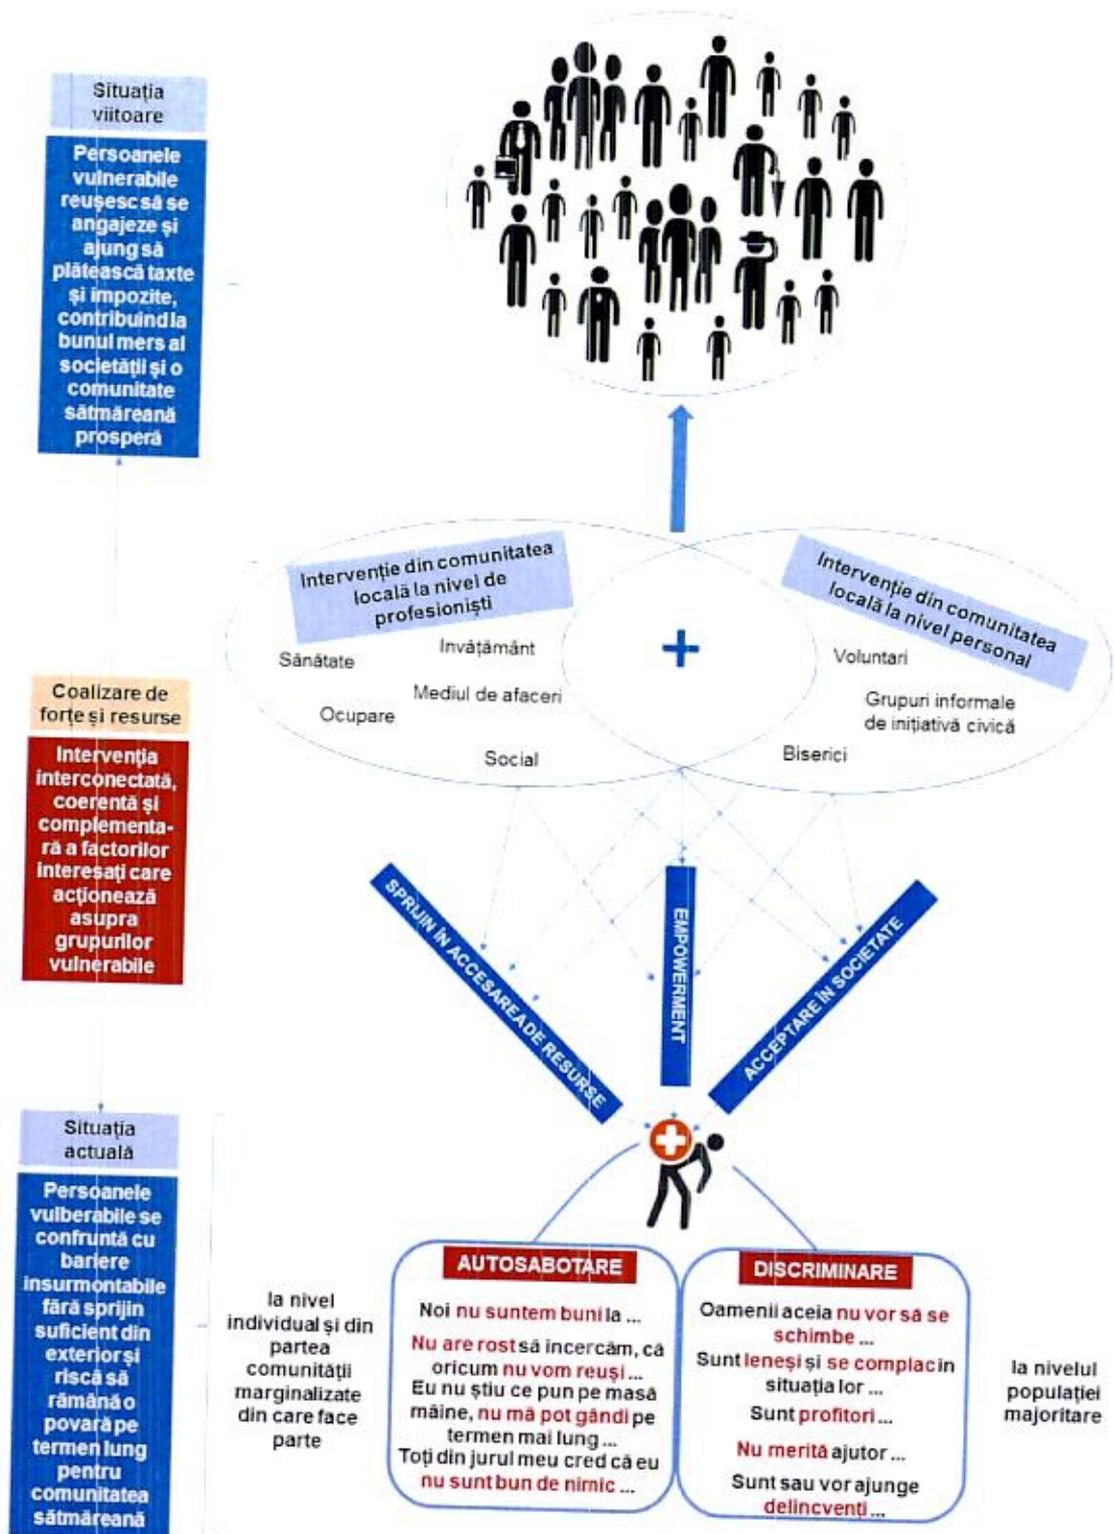 Situația
viitoare
Persoanele
vulnerabile
reușesc să se
angajeze și
ajung să
plătească taxte
și impozite,
contribuind la
bunul mers al
societății și o
comunitate
sătmăreană
prosperă
Intervenție din comunitatea
locală la nivel de
profesioniști
Sănătate
Invățământ
Mediul de afaceri
Ocupare
Social
+
Intervenție din comunitatea
locală la nivel personal
Voluntari
Grupuri informale
de inițiativă civică
Biserici
Coalizare de
forțe și resurse
Intervenția
interconectată,
coerentă și
complementa-
ră a factorilor
interesați care
acționează
asupra
grupurilor
vulnerabile
SPRIJIN ÎN ACCESAREA DE RESURSE
EMPOWERMENT
ACCEPTARE ÎN SOCIETATE
Situația
actuală
Persoanele
vulberabile se
confruntă cu
bariere
insurmontabile
fără sprijin
suficient din
exterior și
riscă să
rămână o
povară pe
termen lung
pentru
comunitatea
sătmăreană
la nivel
individual și din
partea
comunității
marginalizate
din care face
parte
AUTOSABOTARE
Noi nu suntem buni la ...
Nu are rost să incercăm, că
oricum nu vom reuși ...
Eu nu știu ce pun pe masă
mâine, nu mă pot gândi pe
termen mai lung ...
Toți din jurul meu cred că eu
nu sunt bun de nimic ...
DISCRIMINARE
Oamenii aceia nu vor să se
schimbe ...
Sunt leneși și se complac in
situația lor ...
Sunt profitori ...
Nu merită ajutor ...
Sunt sau vor ajunge
delincvenți ...
la nivelul
populației
majoritare